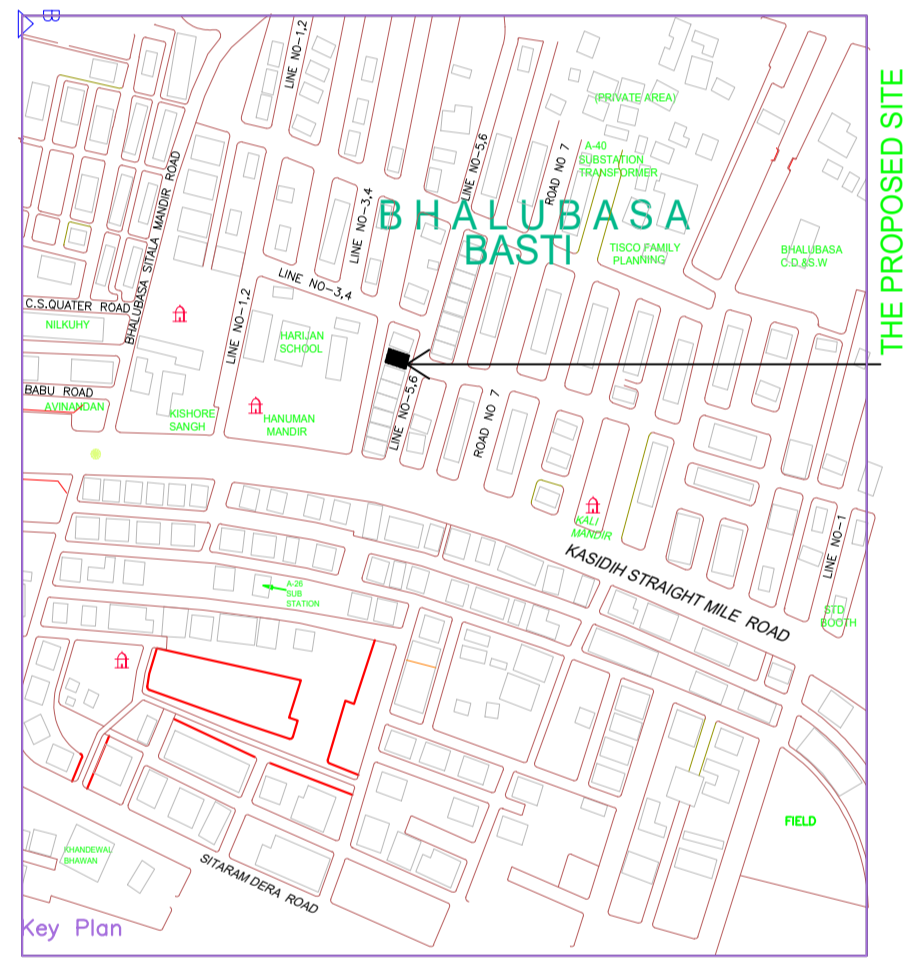 B
LINE NO-1,2
(PRIVATE AREA)
LINE NO-5,6
ROAD NO 7
A-40
SUBSTATION
TRANSFORMER
THE PROPOSED SITE
BHALUBASA SITALA MANDIR ROAD
LINE NO-3,4
BHALUBASA
BASTI
TISCO FAMILY
PLANNING
BHALUBASA
C.D.&S.W
LINE NO-3,4
C.S.QUATER ROAD
NILKUHY
LINE NO-1,2
HARIJAN
SCHOOL
BABU ROAD
AVINANDAN
KISHORE
SANGH
HANUMAN
MANDIR
LINE NO-5,6
ROAD NO 7
KALI
MANDIR
LINE NO-1
KASIDIH STRAIGHT MILE ROAD
A-26
SUB
STATION
STD
BOOTH
FIELD
KHANDEWAL
BHAWAN
SITARAM DERA ROAD
Key Plan